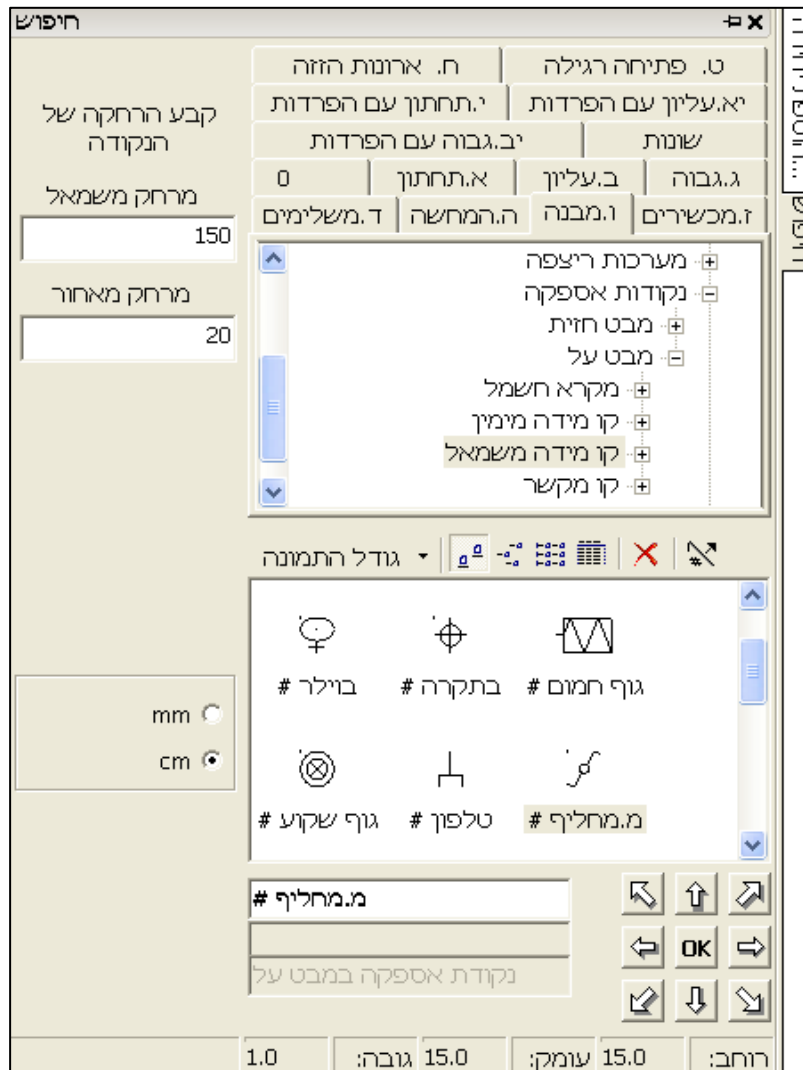 חיפוש
קבע הרחקה של
הנקודה
מרחק משמאל
150
מרחק מאחור
20
mm
cm
ט. פתיחה רגילה
ח. ארונות הזזה
יא.עליון עם הפרדות
י.תחתון עם הפרדות
שונות
יב.גבוה עם הפרדות
ג.גבוה
ב.עליון
א.תחתון
0
ז.מכשירים
ו.מבנה
ה.המחשה
ד.משלימים
מערכות ריצפה
נקודות אספקה
מבט חזית
מבט על
מקרא חשמל
קו מידה מימין
קו מידה משמאל
קו מקשר
גודל התמונה
גוף חמום #
בתקרה #
בוילר #
מ.מחליף #
טלפון #
גוף שקוע #
מ.מחליף #
OK
נקודת אספקה במבט על
רוחב: 15.0 עומק: 15.0 גובה: 1.0